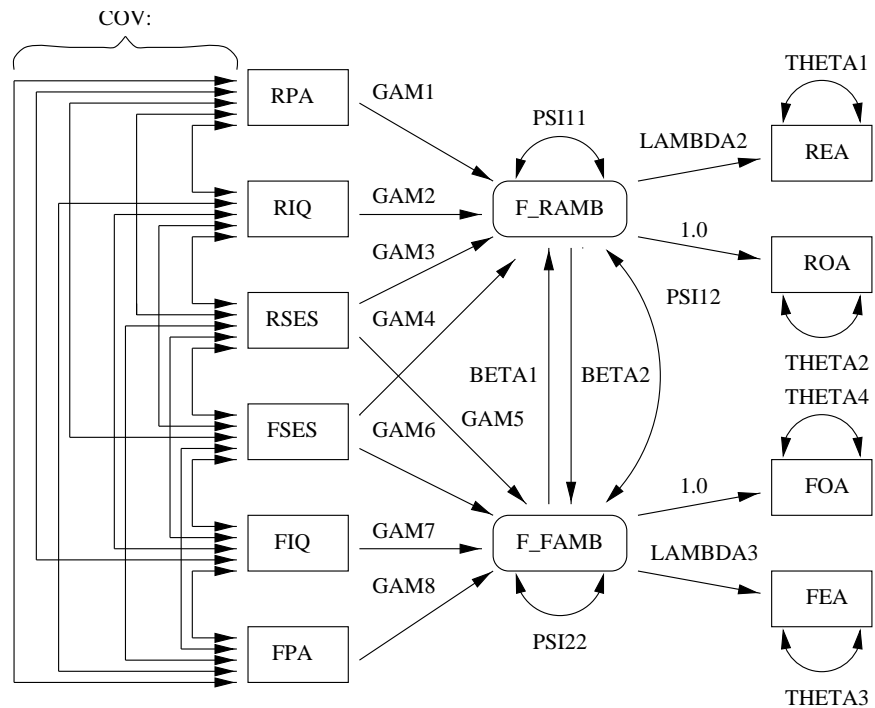 COV:
RPA
GAM1
PSI11
THETA1
LAMBDA2
REA
RIQ
GAM2
F_RAMB
1.0
GAM3
ROA
RSES
GAM4
PSI12
THETA2
BETA1
BETA2
THETA4
FSES
GAM6
GAM5
1.0
FOA
FIQ
GAM7
F_FAMB
LAMBDA3
GAM8
FEA
FPA
PSI22
THETA3